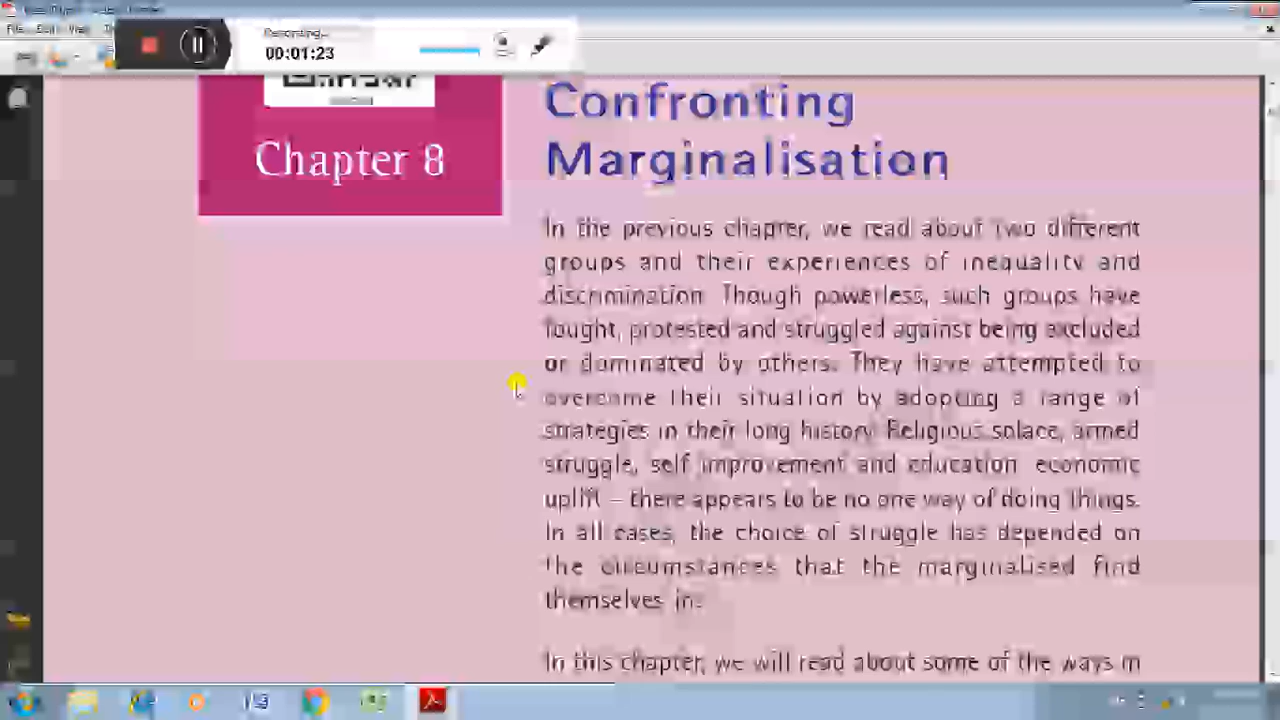 Recording...
00:01:23
Chapter 8
Confronting
Marginalisation
In the previous chapter, we read about two different
groups and their experiences of inequality and
discrimination. Though powerless, such groups have
fought, protested and struggled against being excluded
or dominated by others. They have attempted to
overcome their situation by adopting a range of
strategies in their long history. Religious solace, armed
struggle, self improvement and education, economic
uplift – there appears to be no one way of doing things.
In all cases, the choice of struggle has depended on
the circumstances that the marginalised find
themselves in.
In this chapter, we will read about some of the ways in